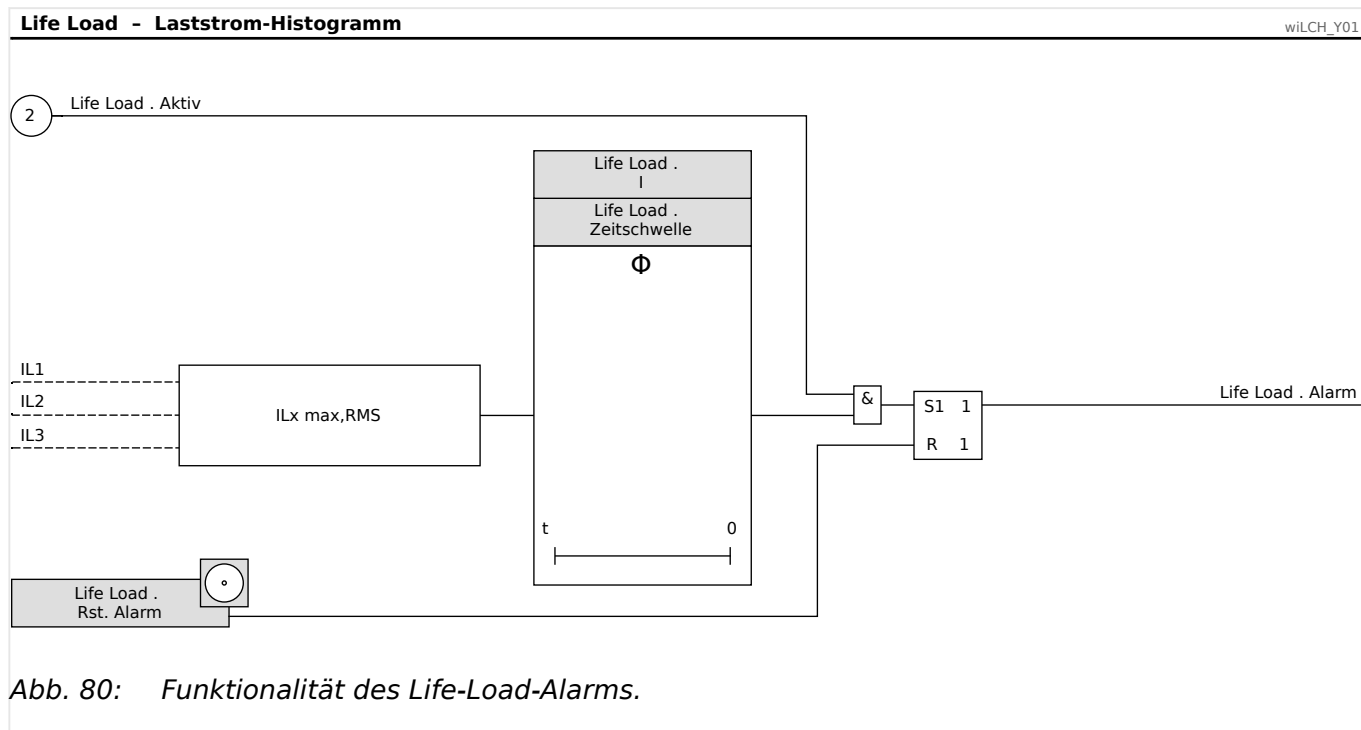 Life Load – Laststrom-Histogramm
wiLCH_Y01
2
Life Load . Aktiv
Life Load .
I
Life Load .
Zeitschwelle
Φ
IL1
IL2
IL3
ILx max,RMS
&
S1 1
R 1
Life Load . Alarm
t 0
Life Load .
Rst. Alarm
Abb. 80: Funktionalität des Life-Load-Alarms.